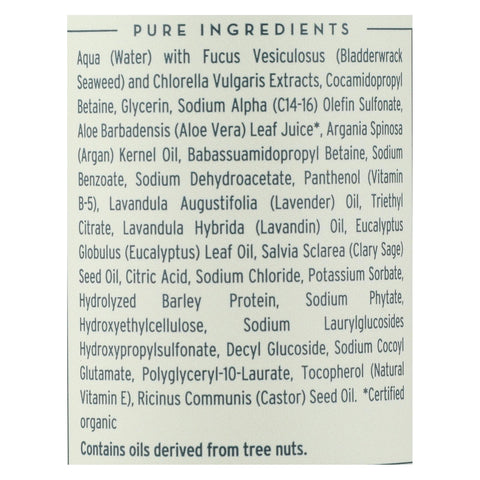 PURE INGREDIENTS
Aqua (Water) with Fucus Vesiculosus (Bladderwrack
Seaweed) and Chlorella Vulgaris Extracts, Cocamidopropyl
Betaine, Glycerin, Sodium Alpha (C14-16) Olefin Sulfonate,
Aloe Barbadensis (Aloe Vera) Leaf Juice*, Argania Spinosa
(Argan) Kernel Oil, Babassuamidopropyl Betaine, Sodium
Benzoate, Sodium Dehydroacetate, Panthenol (Vitamin
B-5), Lavandula Augustifolia (Lavender) Oil, Triethyl
Citrate, Lavandula Hybrida (Lavandin) Oil, Eucalyptus
Globulus (Eucalyptus) Leaf Oil, Salvia Sclarea (Clary Sage)
Seed Oil, Citric Acid, Sodium Chloride, Potassium Sorbate,
Hydrolyzed Barley Protein, Sodium Phytate,
Hydroxyethylcellulose, Sodium Laurylglucosides
Hydroxypropylsulfonate, Decyl Glucoside, Sodium Cocoyl
Glutamate, Polyglyceryl-10-Laurate, Tocopherol (Natural
Vitamin E), Ricinus Communis (Castor) Seed Oil. *Certified
organic
Contains oils derived from tree nuts.